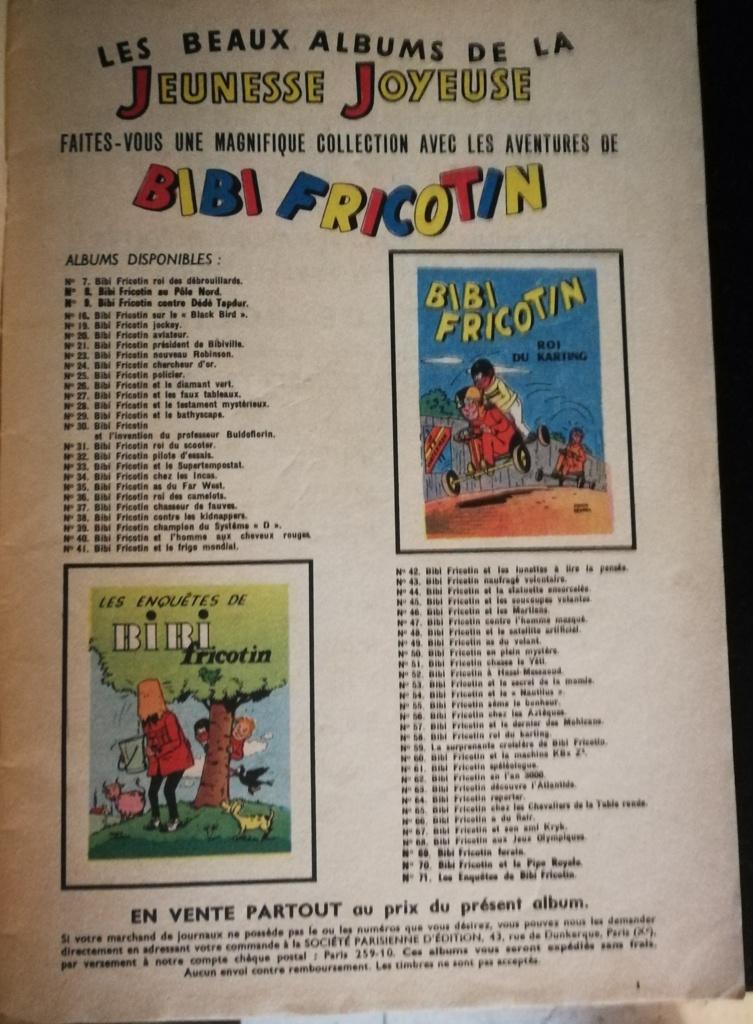 LES BEAUX ALBUMS DE LA
JEUNESSE JOYEUSE
FAITES-VOUS UNE MAGNIFIQUE COLLECTION AVEC LES AVENTURES DE
BIBI FRICOTIN
ALBUMS DISPONIBLES :
N° 7. Bibi Fricotin roi des débrouillards.
N° 8. Bibi Fricotin au Pôle Nord.
N° 9. Bibi Fricotin contre Dédé Tapdur.
N° 16. Bibi Fricotin sur le « Black Bird ».
N° 19. Bibi Fricotin jockey.
N° 20. Bibi Fricotin aviateur.
N° 21. Bibi Fricotin président de Bibiville.
N° 23. Bibi Fricotin nouveau Robinson.
N° 24. Bibi Fricotin chercheur d'or.
N° 25. Bibi Fricotin policier.
N° 26. Bibi Fricotin et le diamant vert.
N° 27. Bibi Fricotin et les faux tableaux.
N° 28. Bibi Fricotin et le testament mystérieux.
N° 29. Bibi Fricotin et le bathyscape.
N° 30. Bibi Fricotin
et l'invention du professeur Buldoflorin.
N° 31. Bibi Fricotin roi du scooter.
N° 32. Bibi Fricotin pilote d'essais.
N° 33. Bibi Fricotin et le Supertempostat.
N° 34. Bibi Fricotin chez les Incas.
N° 35. Bibi Fricotin as du Far West.
N° 36. Bibi Fricotin roi des camelots.
N° 37. Bibi Fricotin chasseur de fauves.
N° 38. Bibi Fricotin contre les kidnappers.
N° 39. Bibi Fricotin champion du Système « D ».
N° 40. Bibi Fricotin et l'homme aux cheveux rouges
N° 41. Bibi Fricotin et le frigo mondial.
BIBI
FRICOTIN
ROI
DU KARTING
LES ENQUÊTES DE
BIBI
fricotin
N° 42. Bibi Fricotin et les lunettes à lire la pensée.
N° 43. Bibi Fricotin naufragé volontaire.
N° 44. Bibi Fricotin et la statuette ensorcelée.
N° 45. Bibi Fricotin et les soucoupes volantes.
N° 46. Bibi Fricotin et les Martiens.
N° 47. Bibi Fricotin contre l'homme masqué.
N° 48. Bibi Fricotin et le satellite artificiel.
N° 49. Bibi Fricotin as du volant.
N° 50. Bibi Fricotin en plein mystère.
N° 51. Bibi Fricotin chasse le Yéti.
N° 52. Bibi Fricotin à Hassi-Messaoud.
N° 53. Bibi Fricotin et le secret de la momie.
N° 54. Bibi Fricotin et le « Nautilus ».
N° 55. Bibi Fricotin sème le bonheur.
N° 56. Bibi Fricotin chez les Aztèques.
N° 57. Bibi Fricotin et le dernier des Mohicans.
N° 58. Bibi Fricotin roi du karting.
N° 59. La surprenante croisière de Bibi Fricotin.
N° 60. Bibi Fricotin et la machine KBx Z².
N° 61. Bibi Fricotin spéléologue.
N° 62. Bibi Fricotin en l'an 3000.
N° 63. Bibi Fricotin découvre l'Atlantide.
N° 64. Bibi Fricotin reporter.
N° 65. Bibi Fricotin chez les Chevaliers de la Table ronde.
N° 66. Bibi Fricotin a du flair.
N° 67. Bibi Fricotin et son ami Kryk.
N° 68. Bibi Fricotin aux Jeux Olympiques.
N° 69. Bibi Fricotin forain.
N° 70. Bibi Fricotin et la Pipe Royale.
N° 71. Les Enquêtes de Bibi Fricotin.
EN VENTE PARTOUT au prix du présent album.
Si votre marchand de journaux ne possède pas le ou les numéros que vous désirez, vous pouvez nous les demander
directement en adressant votre commande à la SOCIÉTÉ PARISIENNE D'ÉDITION, 43, rue de Dunkerque, Paris (Xe),
par versement à notre compte chèque postal : Paris 259-10. Ces albums vous seront expédiés sans frais.
Aucun envoi contre remboursement. Les timbres ne sont pas acceptés.